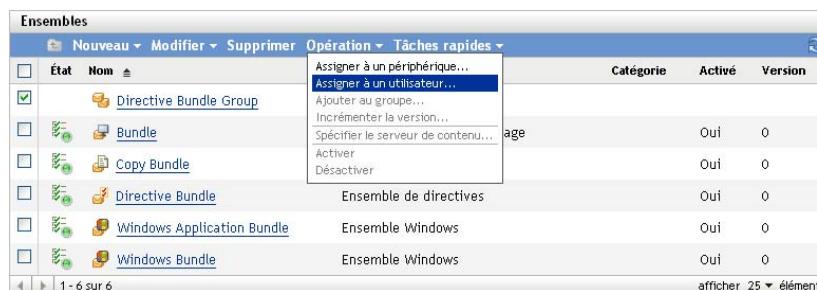 Ensembles
Nouveau Modifier Supprimer Opération Tâches rapides
État Nom Catégorie Activé Version
Assigner à un périphérique...
Assigner à un utilisateur...
Ajouter au groupe...
Incrémenter la version...
Spécifier le serveur de contenu...
Activer
Désactiver
Directive Bundle Group
Bundle age Oui 0
Copy Bundle Oui 0
Directive Bundle Ensemble de directives Oui 0
Windows Application Bundle Ensemble Windows Oui 0
Windows Bundle Ensemble Windows Oui 0
1 - 6 sur 6 afficher 25 élément